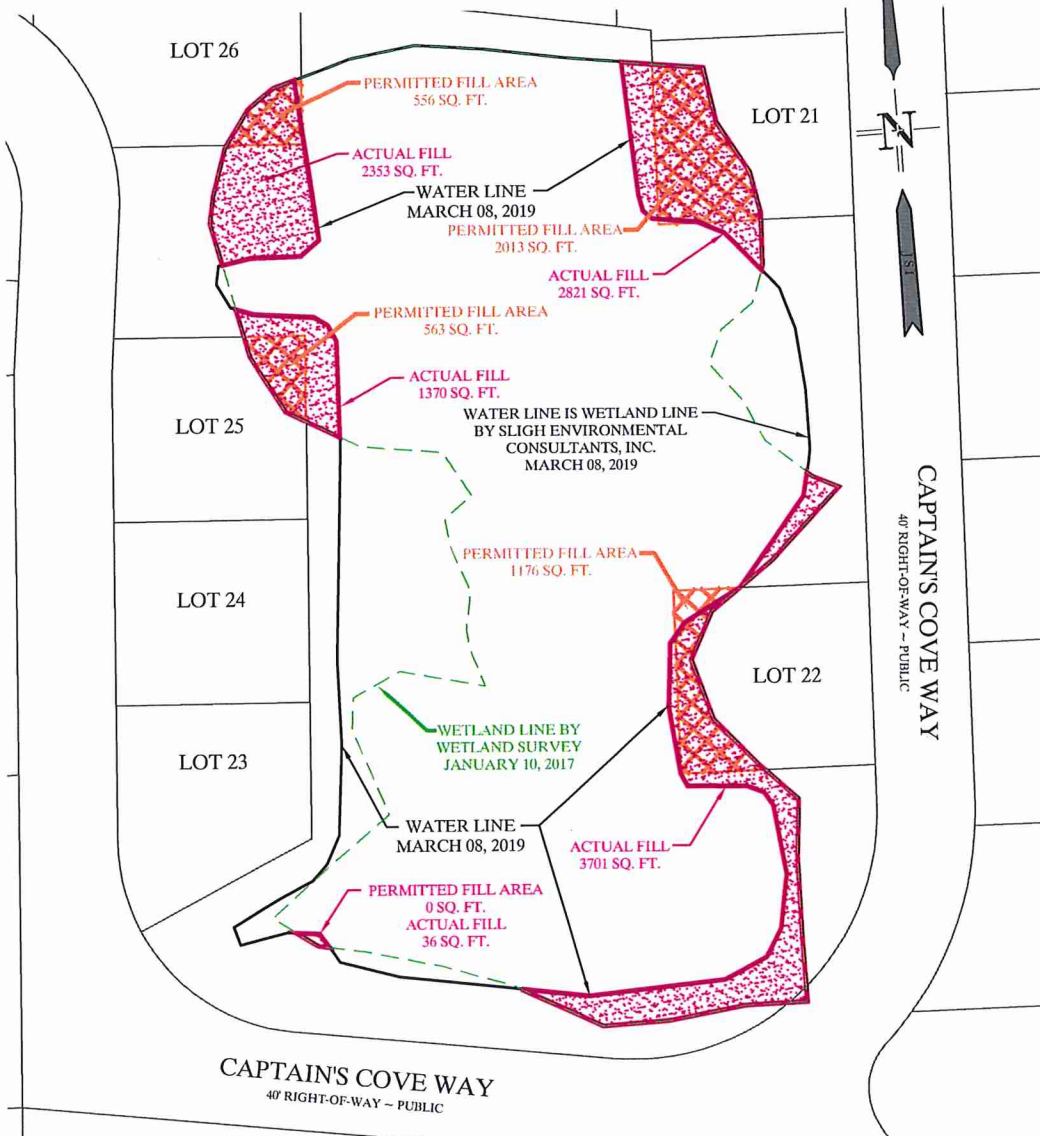 LOT 26
PERMITTED FILL AREA
556 SQ. FT.
LOT 21
N
ACTUAL FILL
2353 SQ. FT.
WATER LINE
MARCH 08, 2019
PERMITTED FILL AREA
2013 SQ. FT.
JSI
ACTUAL FILL
2821 SQ. FT.
PERMITTED FILL AREA
563 SQ. FT.
ACTUAL FILL
1370 SQ. FT.
LOT 25
WATER LINE IS WETLAND LINE
BY SLIGH ENVIRONMENTAL
CONSULTANTS, INC.
MARCH 08, 2019
CAPTAIN'S COVE WAY
40' RIGHT-OF-WAY ~ PUBLIC
PERMITTED FILL AREA
1176 SQ. FT.
LOT 24
LOT 22
WETLAND LINE BY
WETLAND SURVEY
JANUARY 10, 2017
LOT 23
WATER LINE
MARCH 08, 2019
ACTUAL FILL
3701 SQ. FT.
PERMITTED FILL AREA
0 SQ. FT.
ACTUAL FILL
36 SQ. FT.
CAPTAIN'S COVE WAY
40' RIGHT-OF-WAY ~ PUBLIC